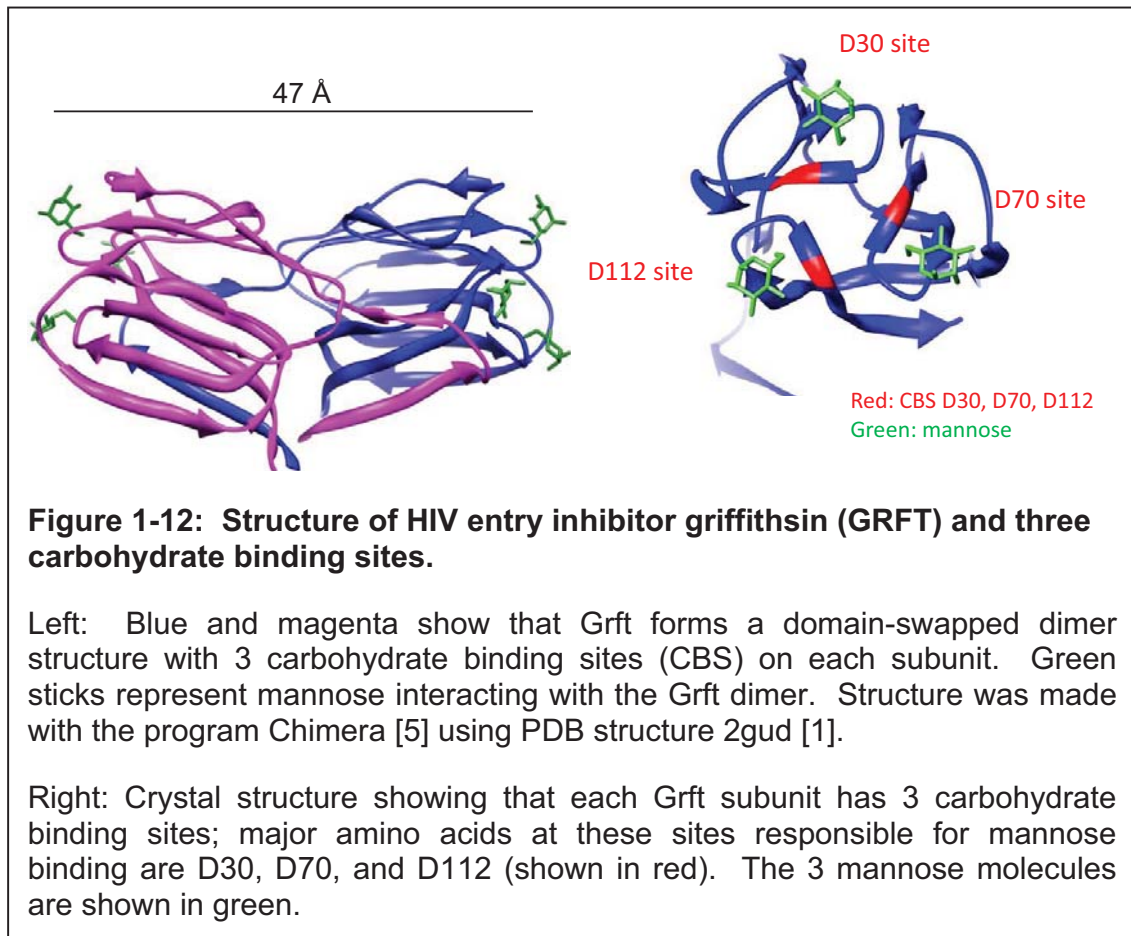 D30 site
47 Å
D70 site
D112 site
Red: CBS D30, D70, D112
Green: mannose
Figure 1-12: Structure of HIV entry inhibitor griffithsin (GRFT) and three
carbohydrate binding sites.
Left: Blue and magenta show that Grft forms a domain-swapped dimer
structure with 3 carbohydrate binding sites (CBS) on each subunit. Green
sticks represent mannose interacting with the Grft dimer. Structure was made
with the program Chimera [5] using PDB structure 2gud [1].
Right: Crystal structure showing that each Grft subunit has 3 carbohydrate
binding sites; major amino acids at these sites responsible for mannose
binding are D30, D70, and D112 (shown in red). The 3 mannose molecules
are shown in green.